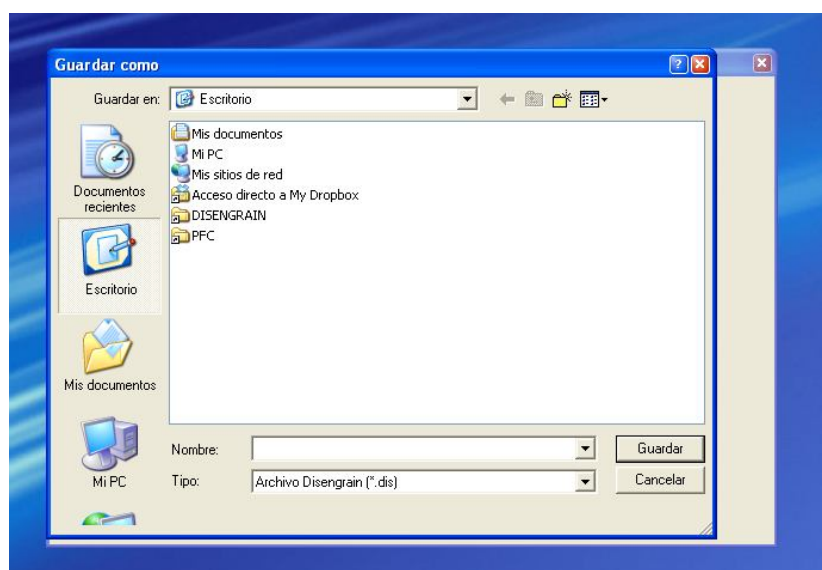 Guardar como
Guardar en:
Escritorio
Mis documentos
Mi PC
Mis sitios de red
Acceso directo a My Dropbox
DISENGRAIN
PFC
Documentos
recientes
Escritorio
Mis documentos
Mi PC
Nombre:
Guardar
Tipo:
Archivo Disengrain (*.dis)
Cancelar